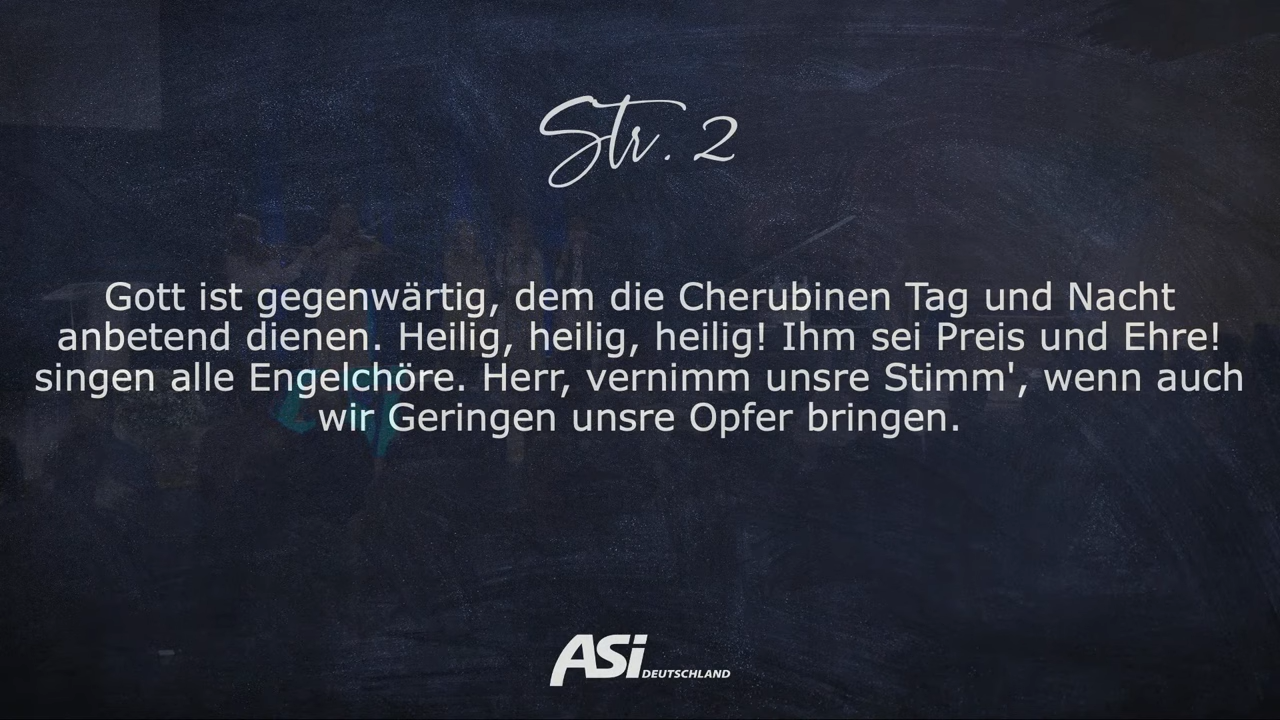 Str. 2
Gott ist gegenwärtig, dem die Cherubinen Tag und Nacht
anbetend dienen. Heilig, heilig, heilig! Ihm sei Preis und Ehre!
singen alle Engelchöre. Herr, vernimm unsre Stimm', wenn auch
wir Geringen unsre Opfer bringen.
ASi DEUTSCHLAND